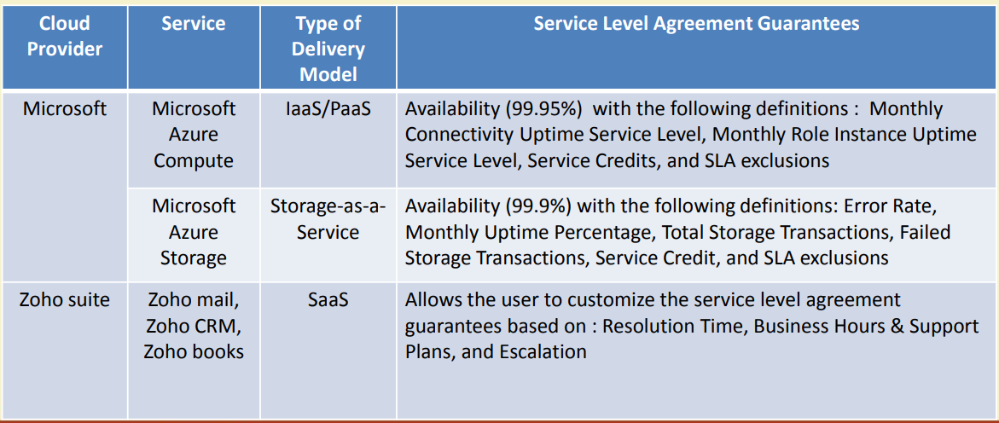 Cloud
Provider
Service
Type of
Delivery
Model
Service Level Agreement Guarantees
Microsoft
Microsoft
Azure
Compute
IaaS/PaaS
Availability (99.95%) with the following definitions : Monthly
Connectivity Uptime Service Level, Monthly Role Instance Uptime
Service Level, Service Credits, and SLA exclusions
Microsoft
Azure
Storage
Storage-as-a-
Service
Availability (99.9%) with the following definitions: Error Rate,
Monthly Uptime Percentage, Total Storage Transactions, Failed
Storage Transactions, Service Credit, and SLA exclusions
Zoho suite
Zoho mail,
Zoho CRM,
Zoho books
SaaS
Allows the user to customize the service level agreement
guarantees based on : Resolution Time, Business Hours & Support
Plans, and Escalation